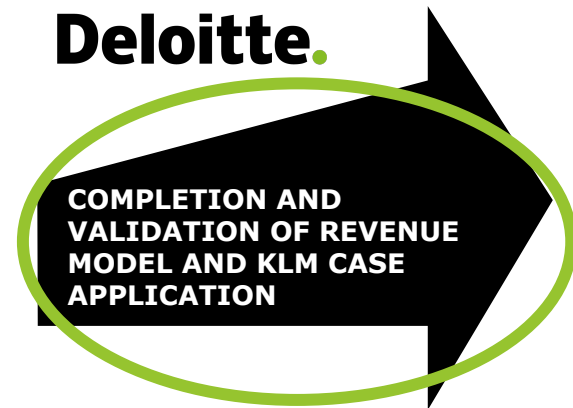 Deloitte.
COMPLETION AND
VALIDATION OF REVENUE
MODEL AND KLM CASE
APPLICATION